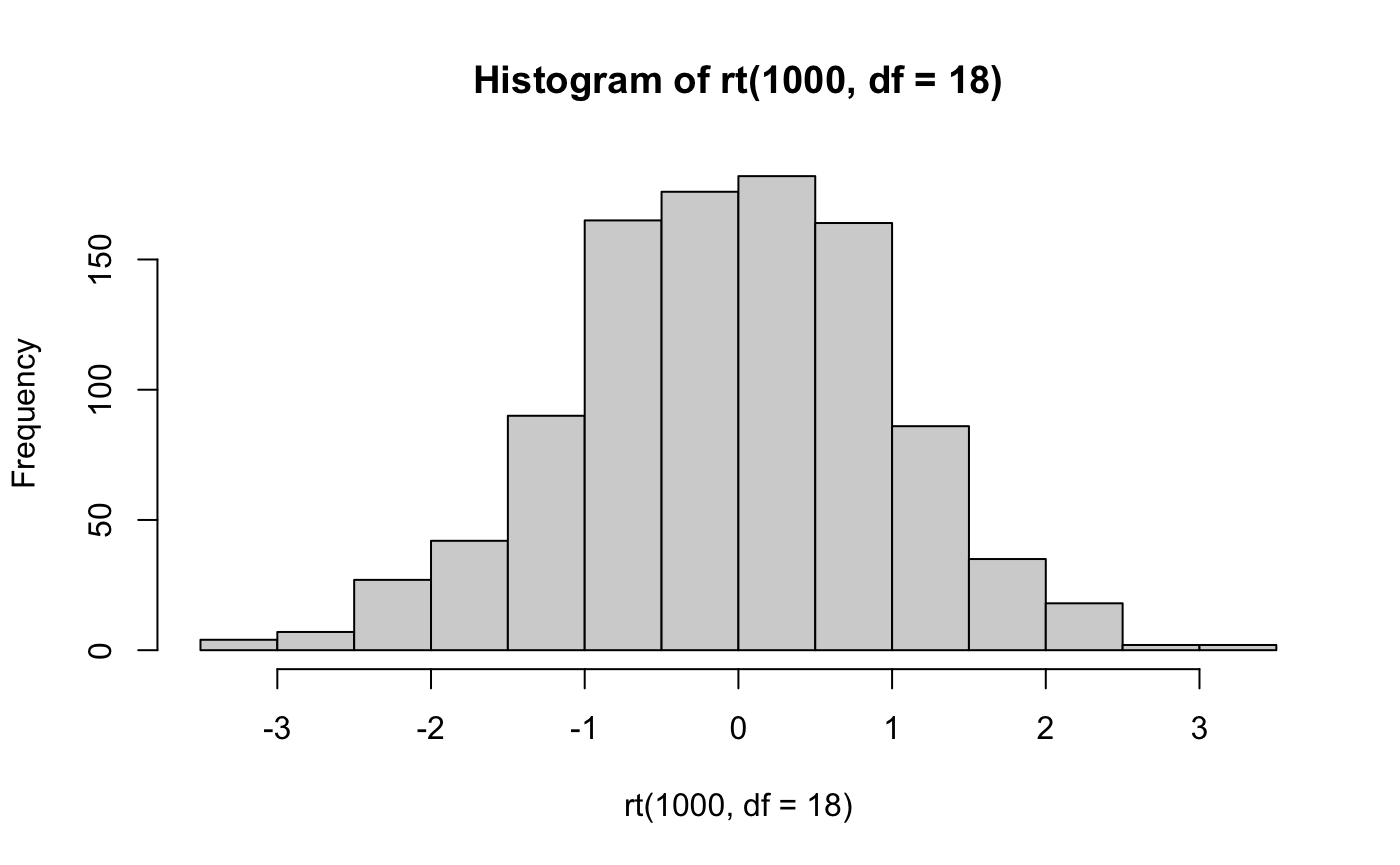 Histogram of rt(1000, df = 18)
Frequency
150
100
50
0
-3 -2 -1 0 1 2 3
rt(1000, df = 18)